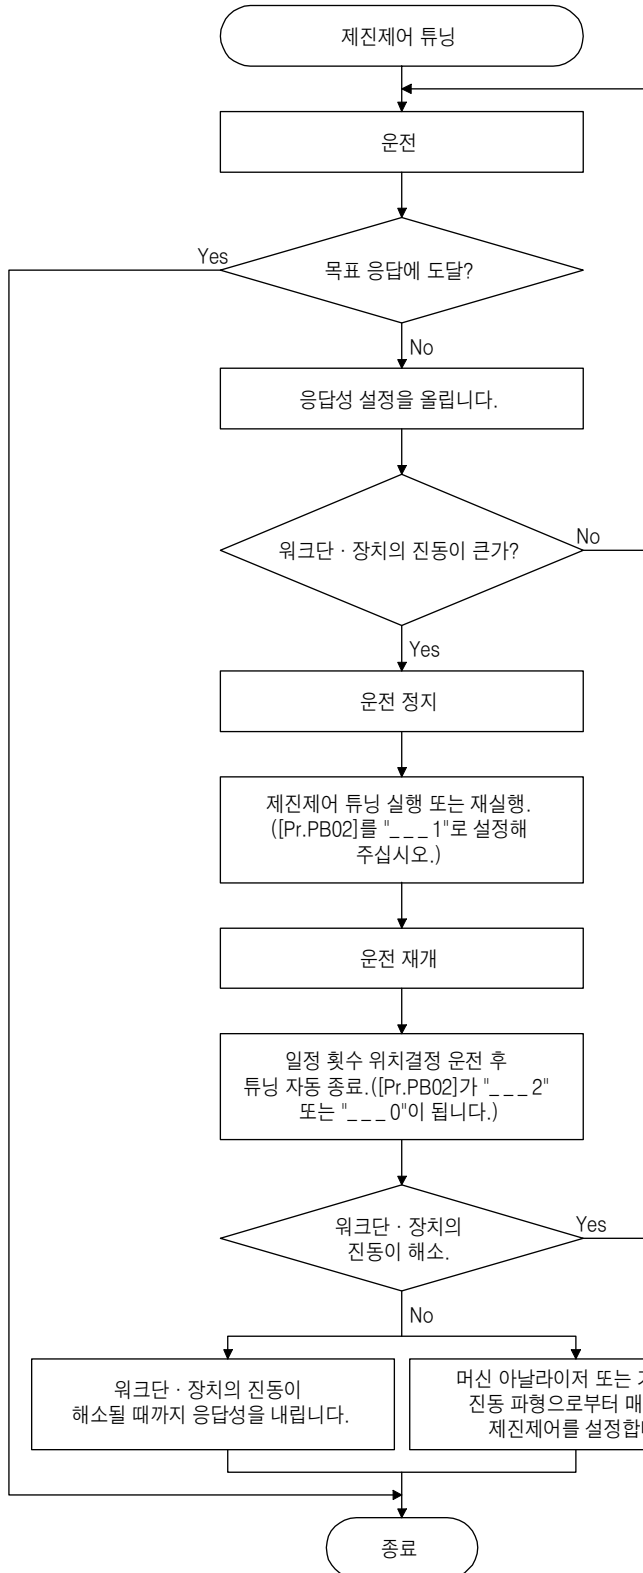 제진제어 튜닝
운전
Yes
목표 응답에 도달?
No
응답성 설정을 올립니다.
워크단 · 장치의 진동이 큰가?
No
Yes
운전 정지
제진제어 튜닝 실행 또는 재실행.
([Pr.PB02]를 "_ _ _ 1"로 설정해
주십시오.)
운전 재개
일정 횟수 위치결정 운전 후
튜닝 자동 종료.([Pr.PB02]가 "_ _ _ 2"
또는 "_ _ _ 0"이 됩니다.)
워크단 · 장치의
진동이 해소.
Yes
No
워크단 · 장치의 진동이
해소될 때까지 응답성을 내립니다.
머신 아날라이저 또는
진동 파형으로부터
제진제어를
종료